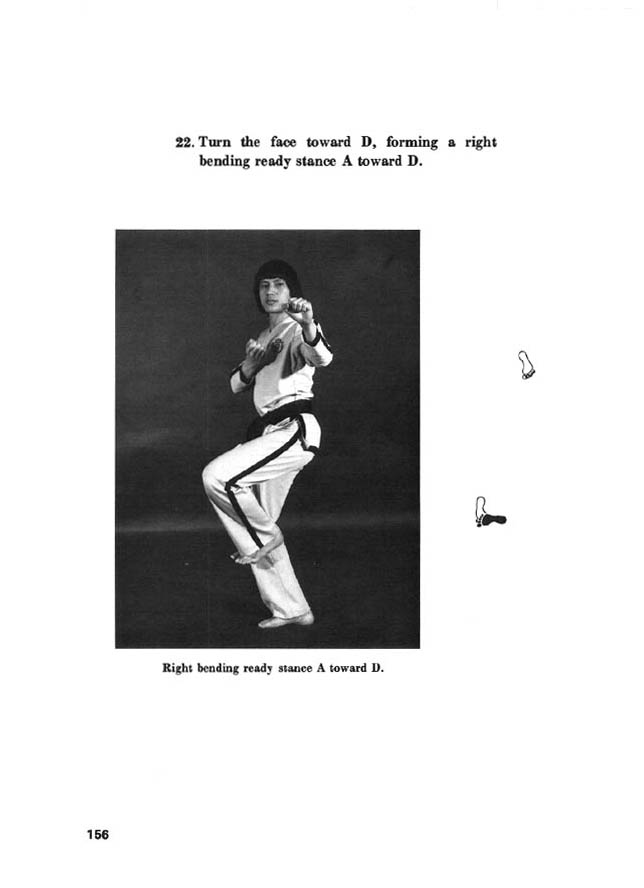 22. Turn the face toward D, forming a right
bending ready stance A toward D.
Right bending ready stance A toward D.
156